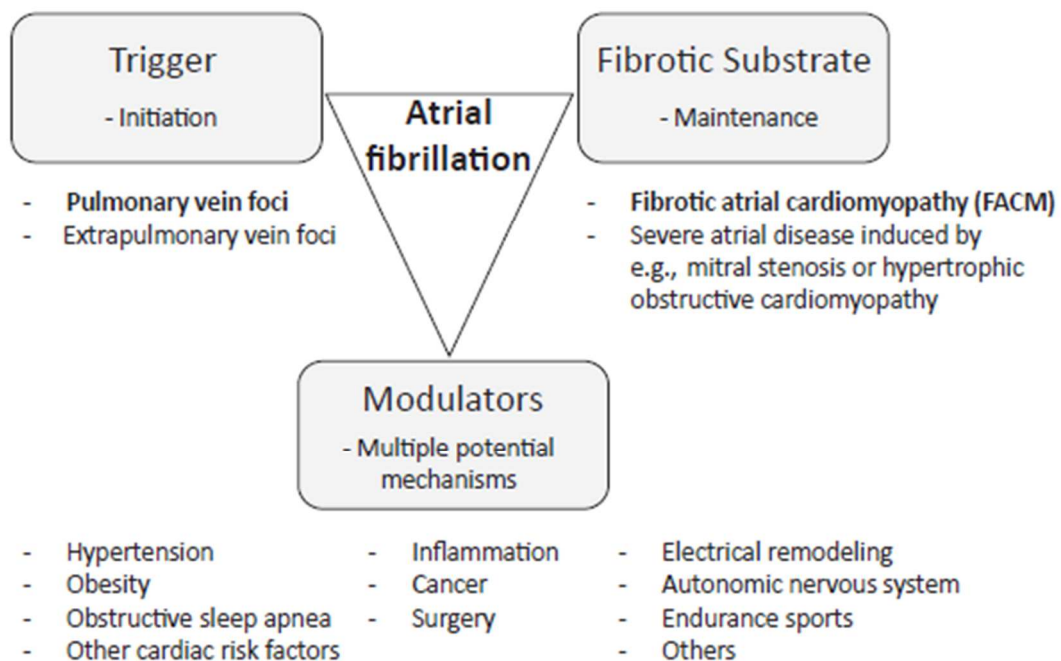 Trigger
- Initiation
Atrial
fibrillation
Fibrotic Substrate
- Maintenance
- Pulmonary vein foci
- Extrapulmonary vein foci
- Fibrotic atrial cardiomyopathy (FACM)
- Severe atrial disease induced by
e.g., mitral stenosis or hypertrophic
obstructive cardiomyopathy
Modulators
- Multiple potential
mechanisms
- Hypertension
- Obesity
- Obstructive sleep apnea
- Other cardiac risk factors
- Inflammation
- Cancer
- Surgery
- Electrical remodeling
- Autonomic nervous system
- Endurance sports
- Others